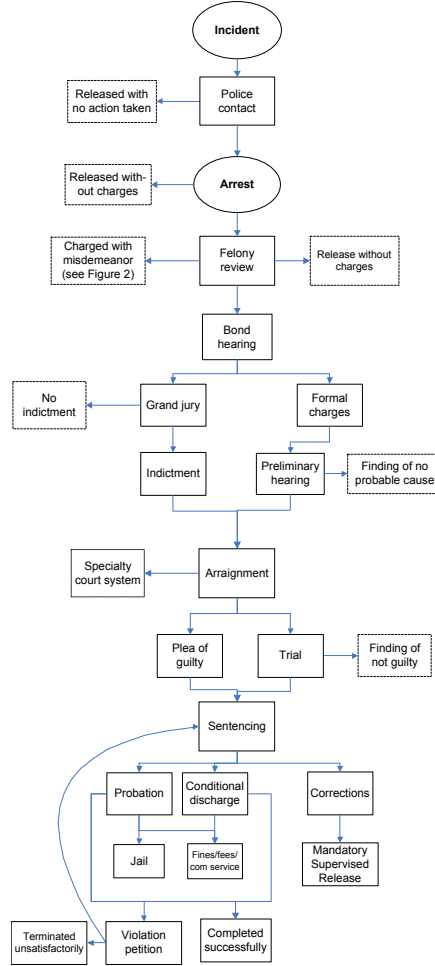 Incident
Released with
no action taken
Police
contact
Released with-
out charges
Arrest
Charged with
misdemeanor
(see Figure 2)
Felony
review
Release without
charges
Bond
hearing
No
indictment
Grand jury
Formal
charges
Indictment
Preliminary
hearing
Finding of no
probable cause
Specialty
court system
Arraignment
Plea of
guilty
Trial
Finding of
not guilty
Sentencing
Probation
Conditional
discharge
Corrections
Jail
Fines/fees/
com service
Mandatory
Supervised
Release
Terminated
unsatisfactorily
Violation
petition
Completed
successfully